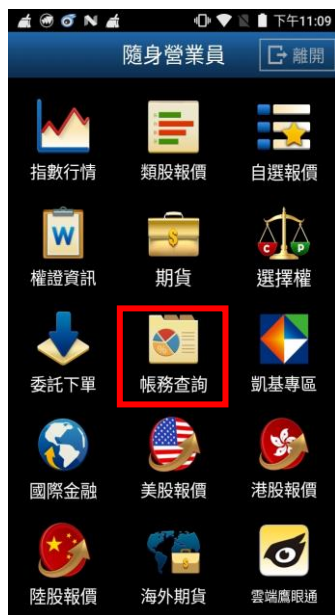 下午11:09
隨身營業員
離開
指數行情
類股報價
自選報價
W
$
C
P
權證資訊
期貨
選擇權
委託下單
帳務查詢
凱基專區
國際金融
美股報價
港股報價
陸股報價
海外期貨
雲端鷹眼通